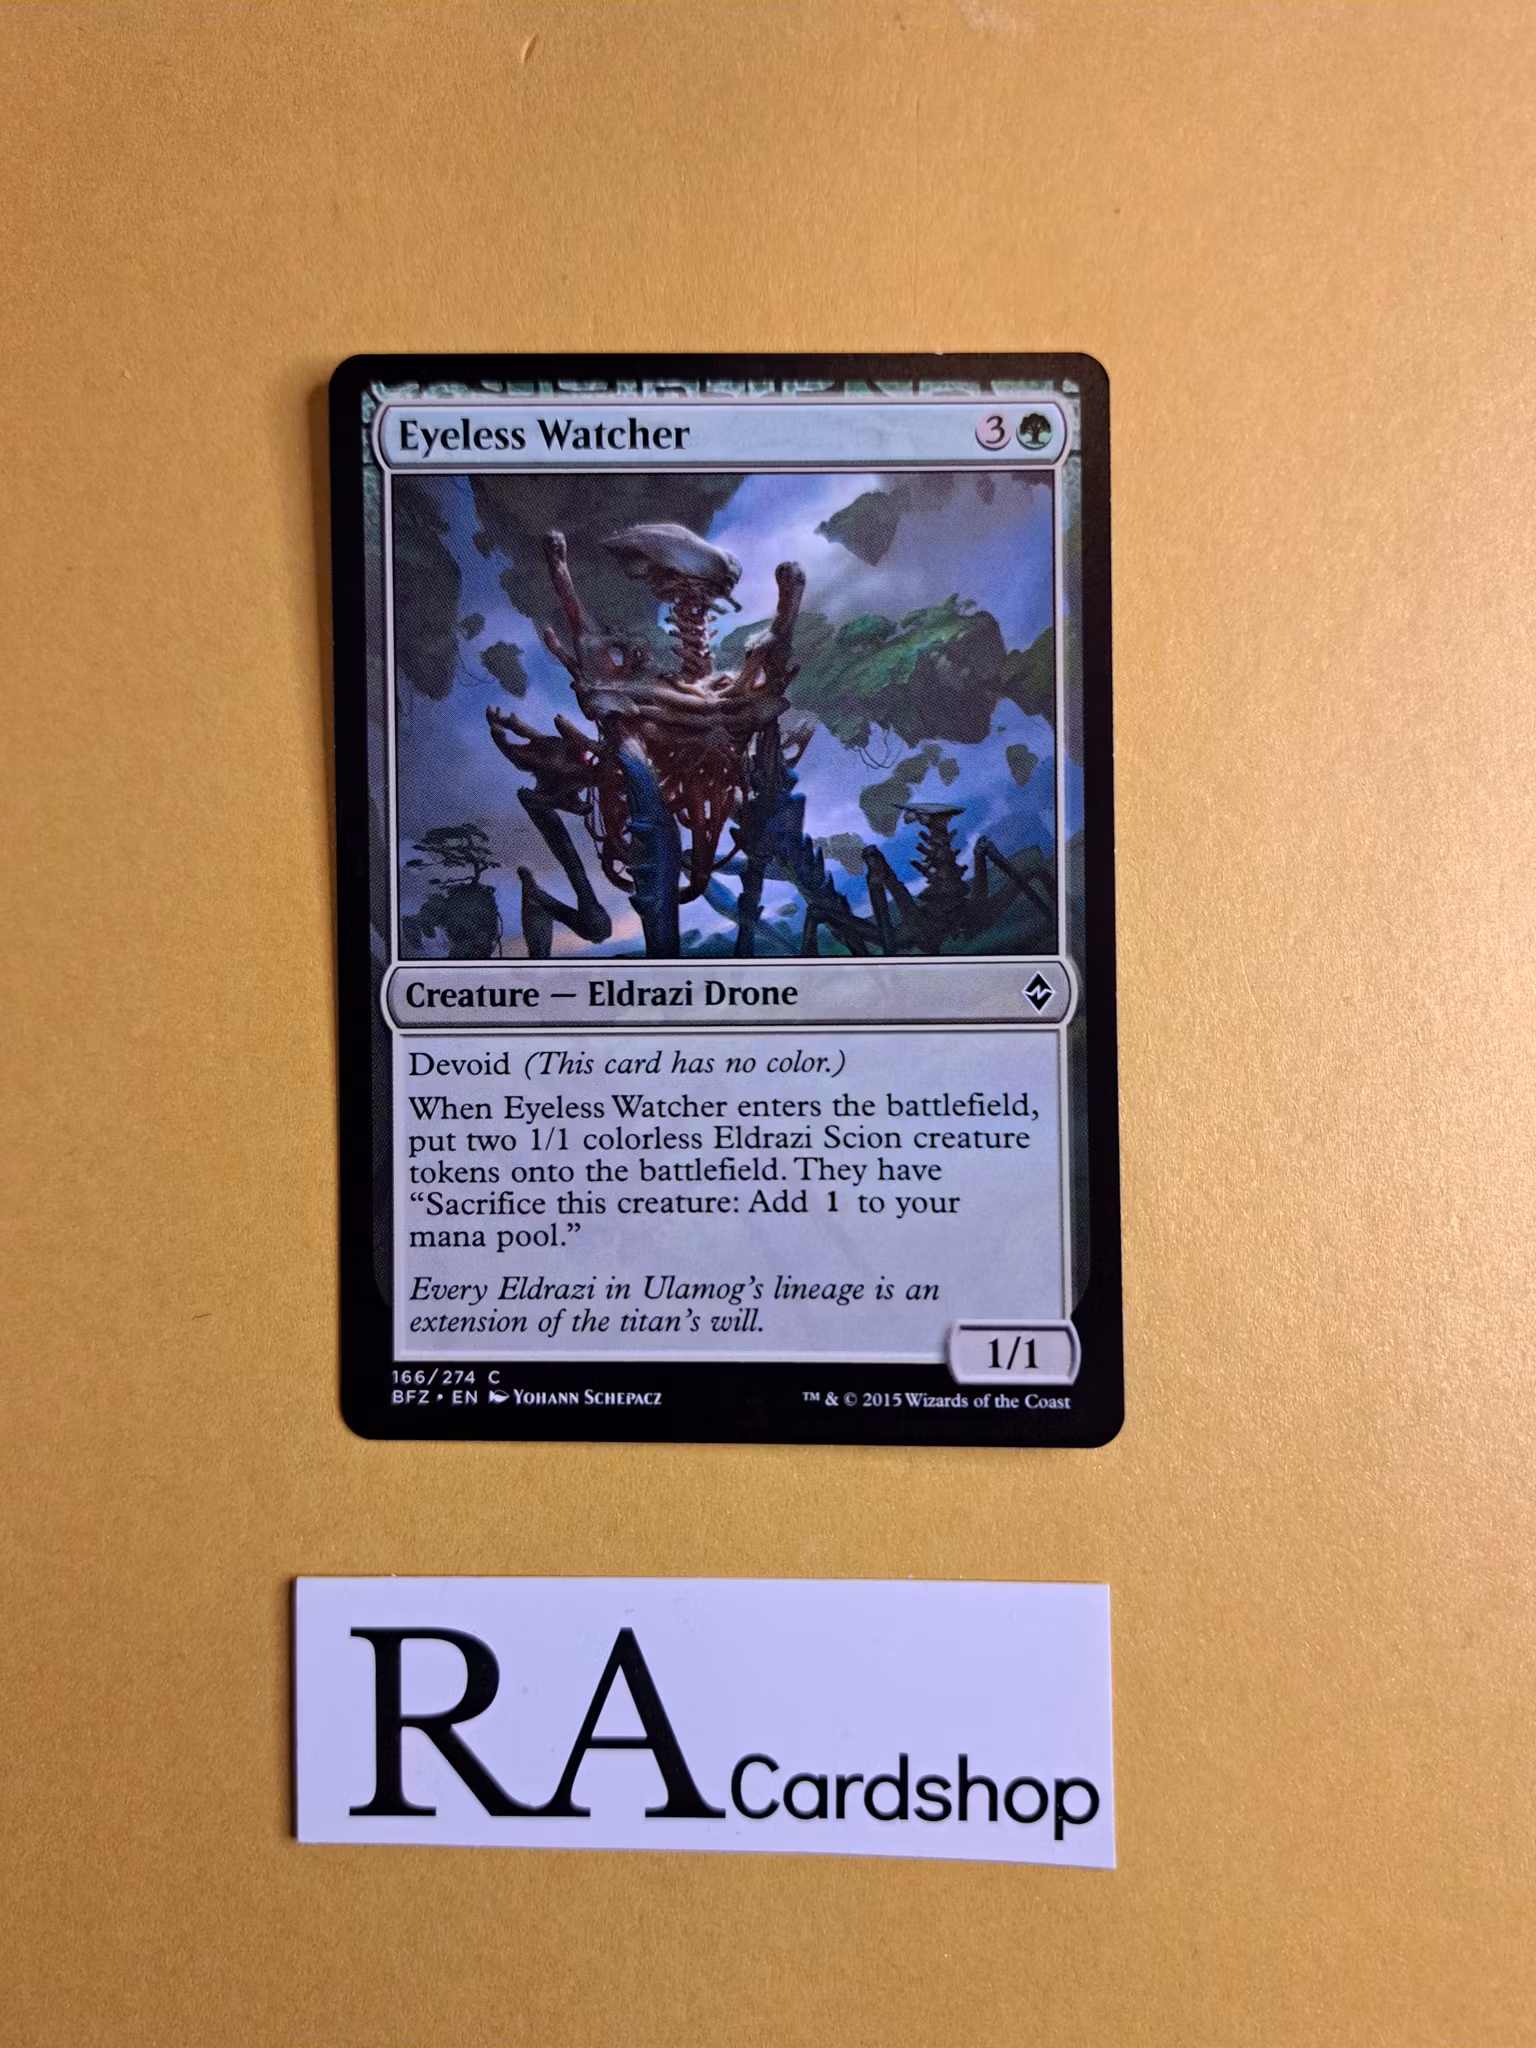 Eyeless Watcher 3
Creature — Eldrazi Drone
Devoid (This card has no color.)
When Eyeless Watcher enters the battlefield,
put two 1/1 colorless Eldrazi Scion creature
tokens onto the battlefield. They have
“Sacrifice this creature: Add 1 to your
mana pool.”
Every Eldrazi in Ulamog’s lineage is an
extension of the titan’s will.
1/1
166/274 C
BFZ • EN Yohann Schepacz ™ & © 2015 Wizards of the Coast
RA Cardshop